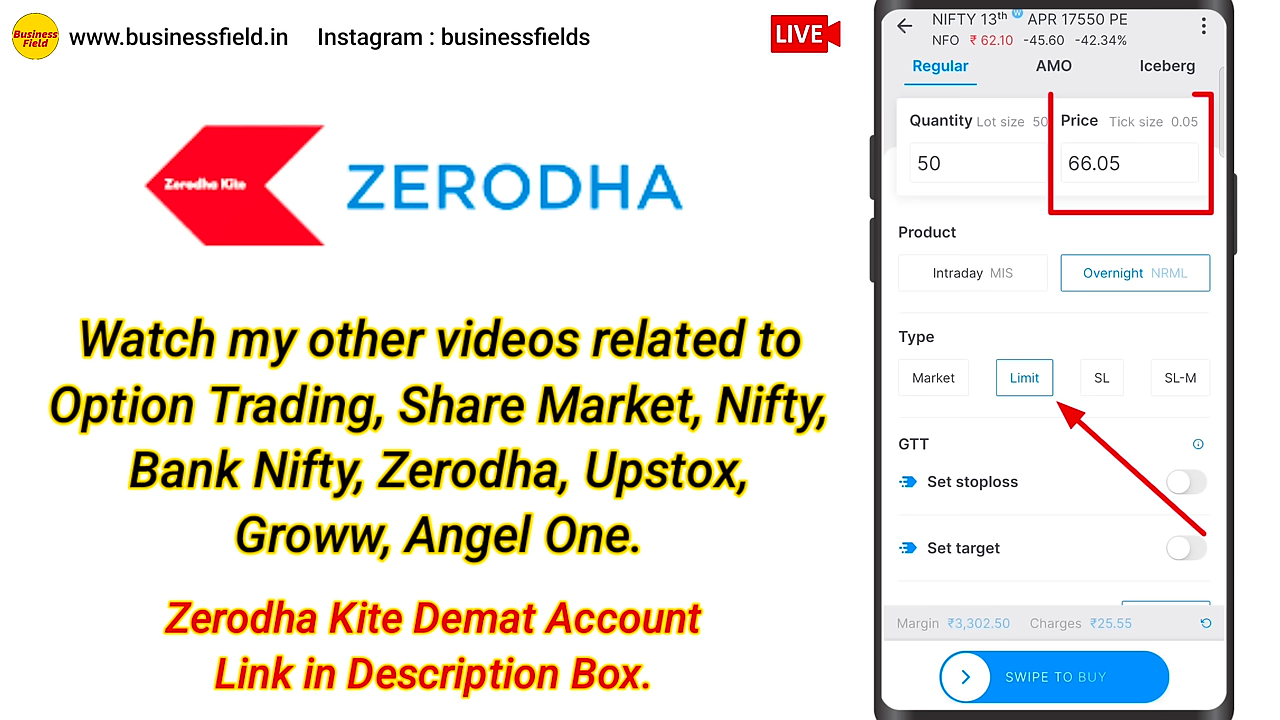 Business
Field
www.businessfield.in
Instagram : businessfields
LIVE
Zerodha Kite
ZERODHA
Watch my other videos related to
Option Trading, Share Market, Nifty,
Bank Nifty, Zerodha, Upstox,
Groww, Angel One.
Zerodha Kite Demat Account
Link in Description Box.
NIFTY 13th W APR 17550 PE
NFO ₹ 62.10 -45.60 -42.34%
Regular AMO Iceberg
Quantity Lot size 50 Price Tick size 0.05
50 66.05
Product
Intraday MIS Overnight NRML
Type
Market Limit SL SL-M
GTT
Set stoploss
Set target
Margin ₹3,302.50 Charges ₹25.55
SWIPE TO BUY